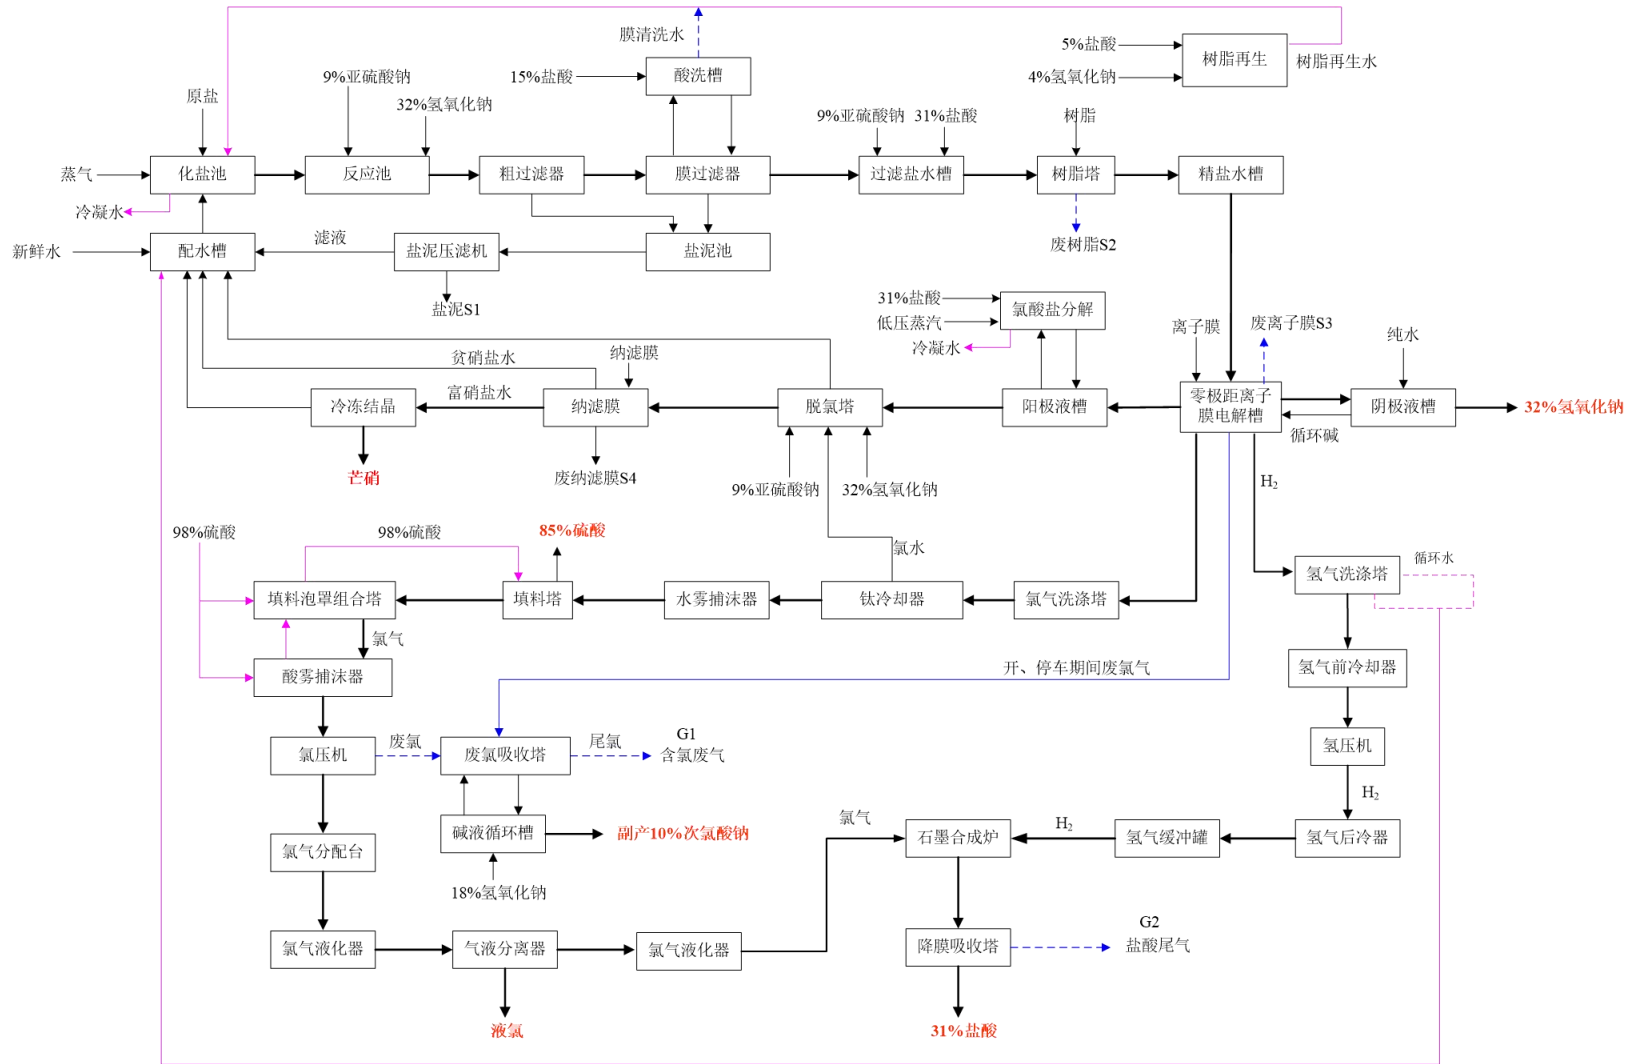 膜清洗水
5%盐酸
4%氢氧化钠
树脂再生
树脂再生水
15%盐酸
酸洗槽
原盐
9%亚硫酸钠
32%氢氧化钠
9%亚硫酸钠
31%盐酸
树脂
蒸气
化盐池
反应池
粗过滤器
膜过滤器
过滤盐水槽
树脂塔
精盐水槽
冷凝水
新鲜水
配水槽
滤液
盐泥压滤机
盐泥池
废树脂S2
盐泥S1
31%盐酸
低压蒸汽
冷凝水
氯酸盐分解
离子膜
废离子膜S3
纯水
贫硝盐水
纳滤膜
富硝盐水
冷冻结晶
纳滤膜
脱氯塔
阳极液槽
零极距离子
膜电解槽
阴极液槽
32%氢氧化钠
循环碱
芒硝
废纳滤膜S4
9%亚硫酸钠
32%氢氧化钠
H₂
98%硫酸
98%硫酸
85%硫酸
氯水
循环水
氢气洗涤塔
填料泡罩组合塔
填料塔
水雾捕沫器
钛冷却器
氯气洗涤塔
氯气
酸雾捕沫器
开、停车期间废氯气
氢气前冷却器
氯压机
废氯
废氯吸收塔
尾氯
G1
含氯废气
氢压机
H₂
碱液循环槽
副产10%次氯酸钠
氯气
石墨合成炉
H₂
氢气缓冲罐
氢气后冷器
氯气分配台
18%氢氧化钠
氯气液化器
气液分离器
氯气液化器
降膜吸收塔
G2
盐酸尾气
液氯
31%盐酸